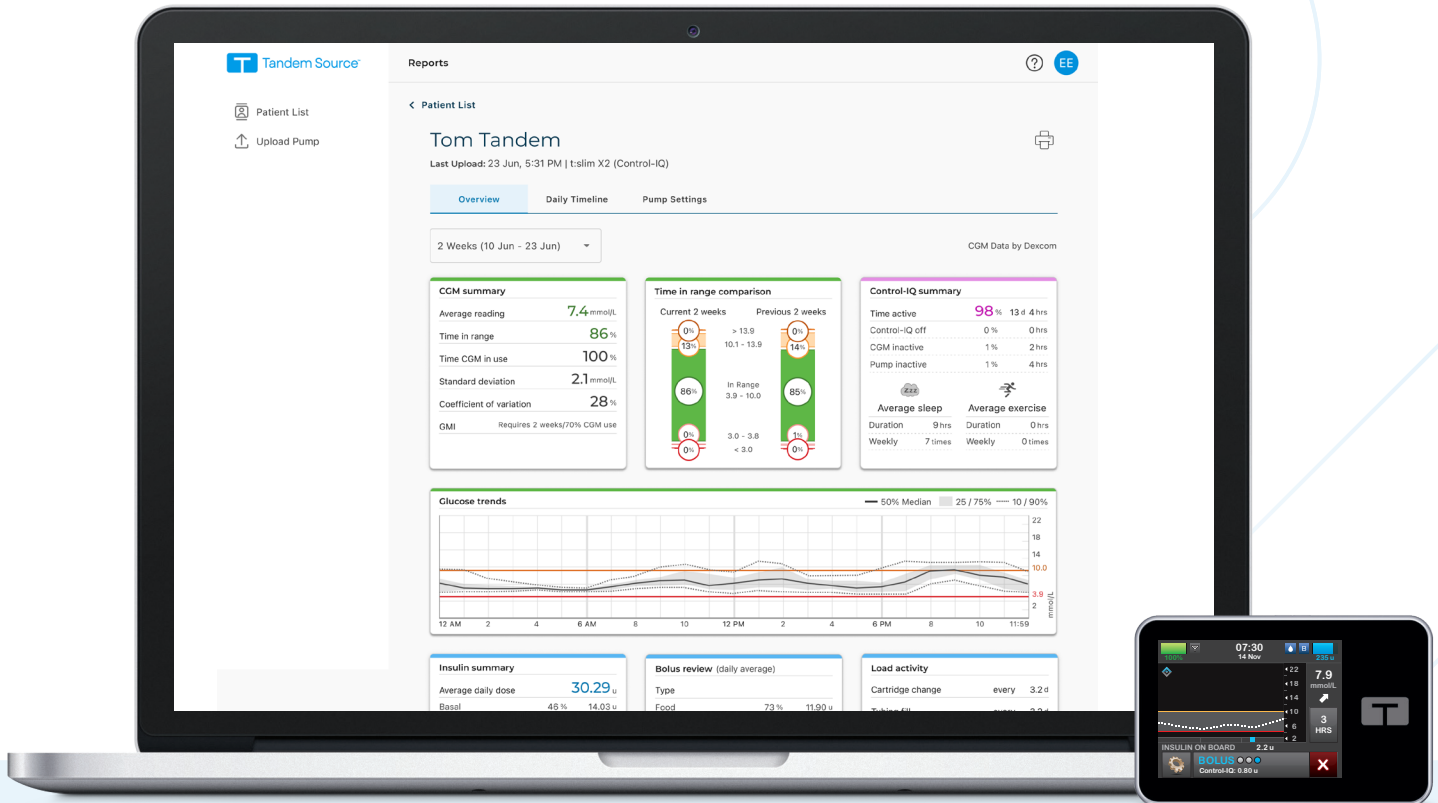 Tandem Source
Reports
EE
Patient List
Upload Pump
Patient List
Tom Tandem
Last Upload: 23 Jun, 5:31 PM | t:slim X2 (Control-IQ)
Overview Daily Timeline Pump Settings
2 Weeks (10 Jun - 23 Jun)
CGM Data by Dexcom
CGM summary
Average reading 7.4 mmol/L
Time in range 86 %
Time CGM in use 100 %
Standard deviation 2.1 mmol/L
Coefficient of variation 28 %
GMI Requires 2 weeks/70% CGM use
Time in range comparison
Current 2 weeks Previous 2 weeks
0% > 13.9 0%
13% 10.1 - 13.9 14%
86% In Range 85%
3.9 - 10.0
0% 3.0 - 3.8 1%
0% < 3.0 0%
Control-IQ summary
Time active 98 % 13 d 4 hrs
Control-IQ off 0 % 0 hrs
CGM inactive 1 % 2 hrs
Pump inactive 1 % 4 hrs
Zzz
Average sleep Average exercise
Duration 9 hrs Duration 0 hrs
Weekly 7 times Weekly 0 times
Glucose trends
50% Median 25 / 75% 10 / 90%
22
18
14
10.0
3.9
2
mmol/L
12 AM 2 4 6 AM 8 10 12 PM 2 4 6 PM 8 10 11:59
Insulin summary
Average daily dose 30.29 u
Basal 46 % 14.03 u
Bolus review (daily average)
Type
Food 73 % 11.90 u
Load activity
Cartridge change every 3.2 d
Tubing fill every 3.2 d
100%
07:30
14 Nov
B
235 u
22
18
14
10
6
2
7.9
mmol/L
3
HRS
INSULIN ON BOARD 2.2 u
BOLUS
Control-IQ: 0.80 u
X